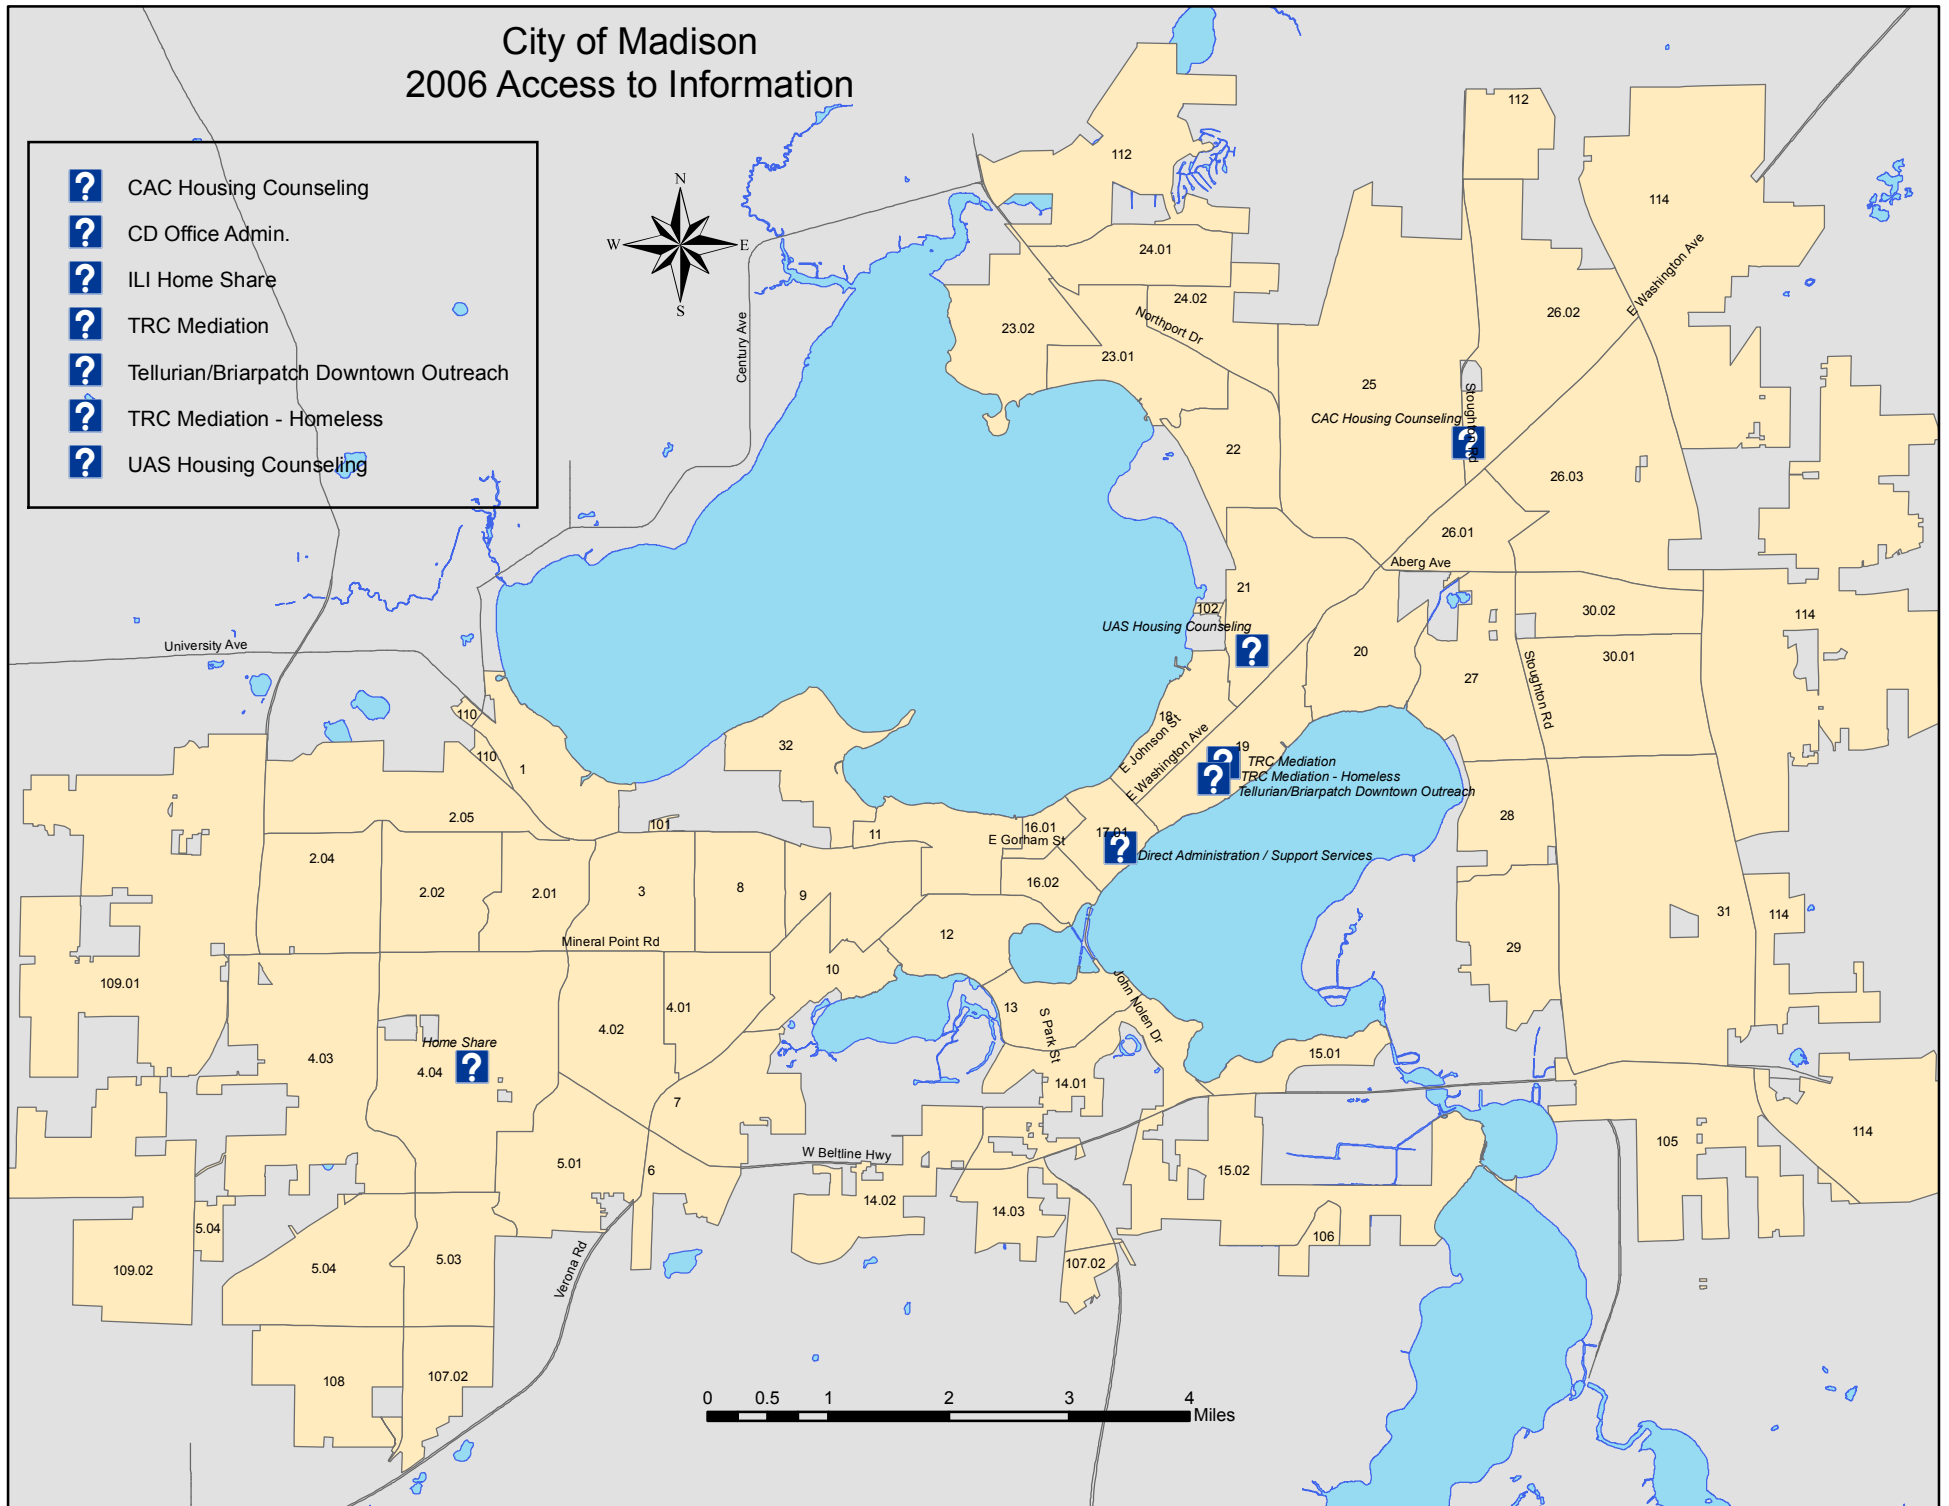 City of Madison
2006 Access to Information
? CAC Housing Counseling
? CD Office Admin.
? ILI Home Share
? TRC Mediation
? Tellurian/Briarpatch Downtown Outreach
? TRC Mediation - Homeless
? UAS Housing Counseling
N
W E
S
112
112
114
24.01
24.02
26.02
E Washington Ave
Northport Dr
23.02
23.01
Century Ave
25
Stoughton Rd
CAC Housing Counseling
?
22
26.03
26.01
Aberg Ave
21
102
30.02
114
UAS Housing Counseling
?
University Ave
20
30.01
27
Stoughton Rd
110
18
E Johnson St
E Washington Ave
32
19
110
1
?
TRC Mediation
?
TRC Mediation - Homeless
Tellurian/Briarpatch Downtown Outreach
2.05
101
11
16.01
17.01
28
E Gorham St
?
Direct Administration / Support Services
2.04
2.02
2.01
3
8
9
16.02
31
114
12
29
Mineral Point Rd
10
109.01
4.01
13
S Park St
John Nolen Dr
4.02
Home Share
?
4.03
4.04
15.01
14.01
7
105
114
W Beltline Hwy
5.01
6
15.02
14.02
14.03
5.04
106
5.03
5.04
109.02
Verona Rd
107.02
108
107.02
0 0.5 1 2 3 4
Miles